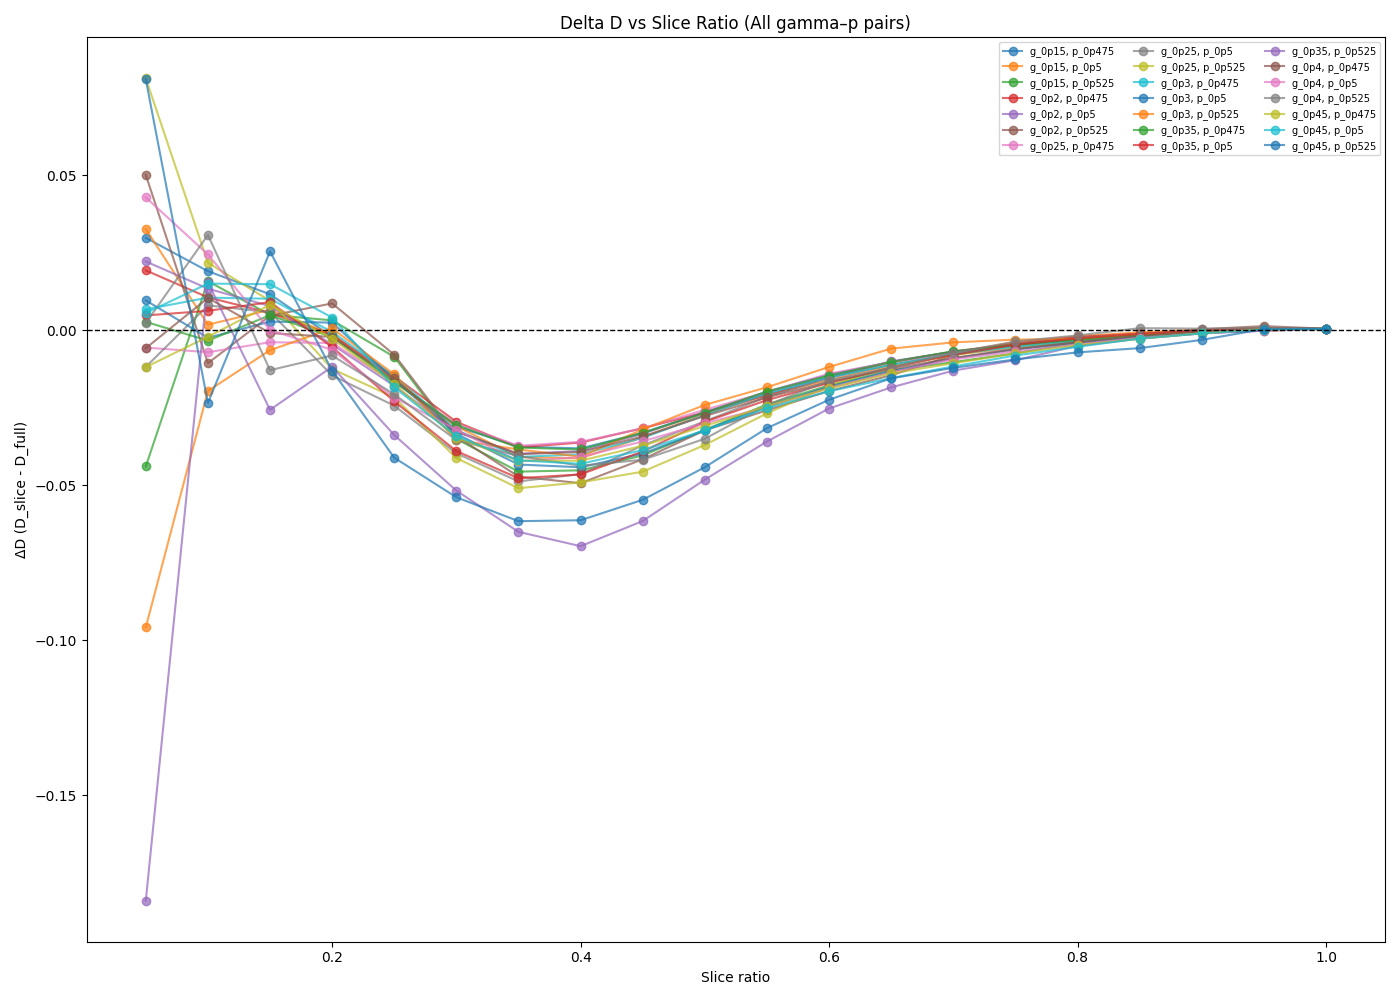 Delta D vs Slice Ratio (All gamma–p pairs)
g_0p15, p_0p475
g_0p15, p_0p5
g_0p15, p_0p525
g_0p2, p_0p475
g_0p2, p_0p5
g_0p2, p_0p525
g_0p25, p_0p475
g_0p25, p_0p5
g_0p25, p_0p525
g_0p3, p_0p475
g_0p3, p_0p5
g_0p3, p_0p525
g_0p35, p_0p475
g_0p35, p_0p5
g_0p35, p_0p525
g_0p4, p_0p475
g_0p4, p_0p5
g_0p4, p_0p525
g_0p45, p_0p475
g_0p45, p_0p5
g_0p45, p_0p525
ΔD (D_slice - D_full)
0.05
0.00
−0.05
−0.10
−0.15
0.2
0.4
0.6
0.8
1.0
Slice ratio